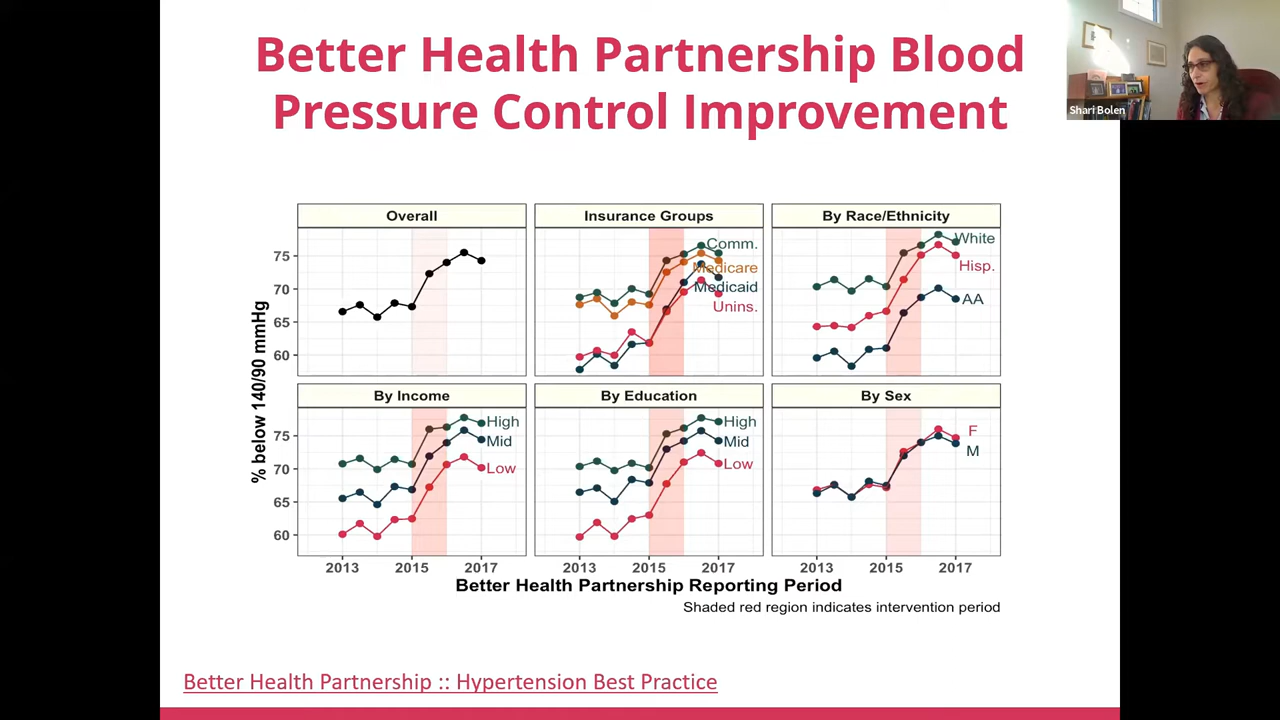 Better Health Partnership Blood
Pressure Control Improvement
Shari Bolen
% below 140/90 mmHg
Overall
75
70
65
60
Insurance Groups
Comm.
Medicare
Medicaid
Unins.
By Race/Ethnicity
White
Hisp.
AA
By Income
75
70
65
60
High
Mid
Low
2013 2015 2017
By Education
High
Mid
Low
2013 2015 2017
By Sex
F
M
2013 2015 2017
Better Health Partnership Reporting Period
Shaded red region indicates intervention period
Better Health Partnership :: Hypertension Best Practice